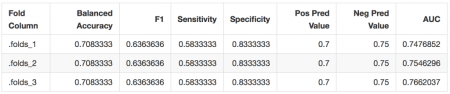 Fold Column Balanced Accuracy F1 Sensitivity Specificity Pos Pred Value Neg Pred Value AUC
.folds_1 0.7083333 0.6363636 0.5833333 0.8333333 0.7 0.75 0.7476852
.folds_2 0.7083333 0.6363636 0.5833333 0.8333333 0.7 0.75 0.7546296
.folds_3 0.7083333 0.6363636 0.5833333 0.8333333 0.7 0.75 0.7662037